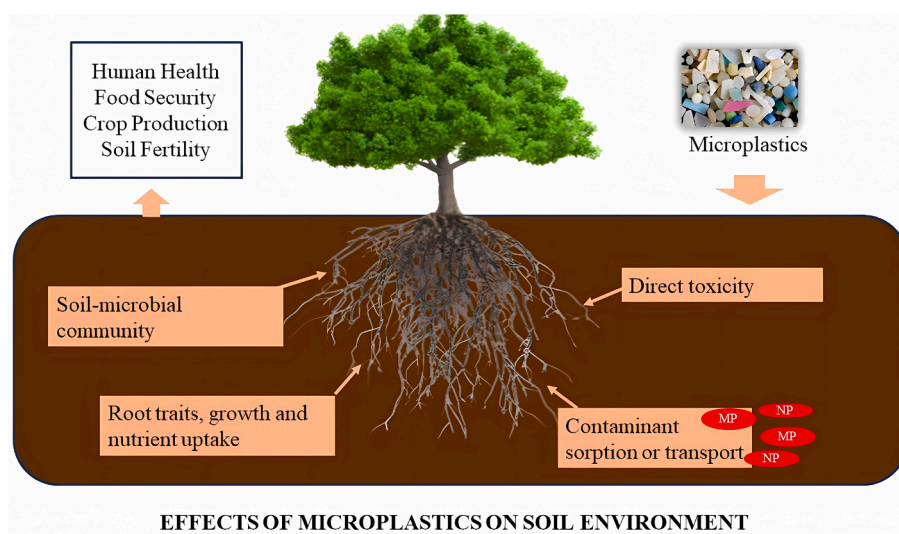 Human Health
Food Security
Crop Production
Soil Fertility
Microplastics
Soil-microbial
community
Direct toxicity
Root traits, growth and
nutrient uptake
Contaminant
sorption or transport
MP
NP
MP
NP
EFFECTS OF MICROPLASTICS ON SOIL ENVIRONMENT